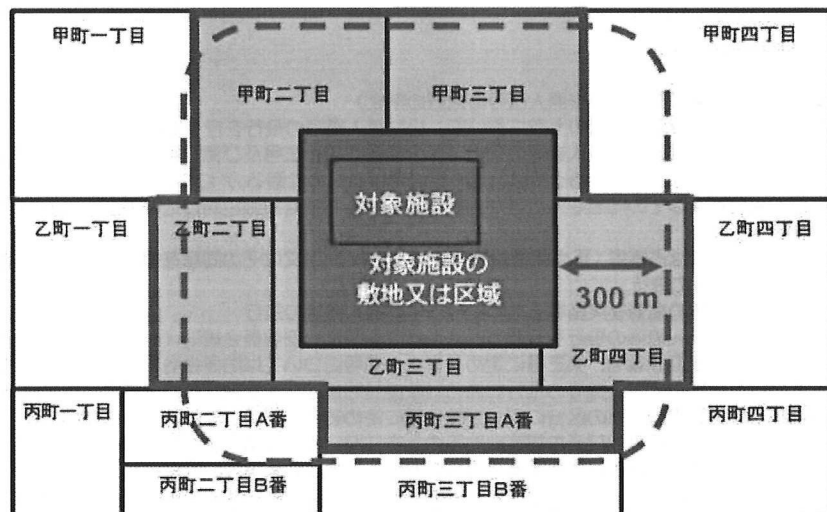 甲町一丁目
甲町四丁目
甲町二丁目
甲町三丁目
対象施設
乙町一丁目
乙町二丁目
乙町四丁目
対象施設の
敷地又は区域
300 m
乙町三丁目
乙町四丁目
丙町一丁目
丙町二丁目A番
丙町三丁目A番
丙町四丁目
丙町二丁目B番
丙町三丁目B番